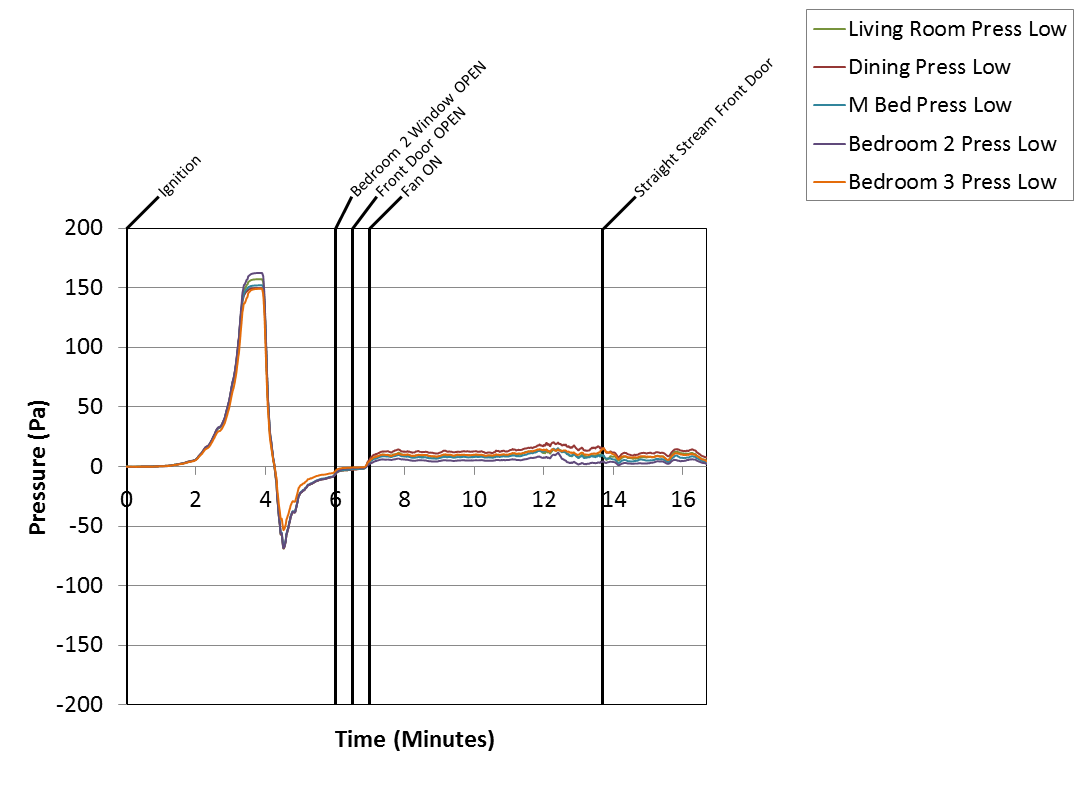 Living Room Press Low
Dining Press Low
M Bed Press Low
Bedroom 2 Press Low
Bedroom 3 Press Low
Ignition
Bedroom 2 Window OPEN
Front Door OPEN
Fan ON
Straight Stream Front Door
200
150
100
50
0
-50
-100
-150
-200
0 2 4 6 8 10 12 14 16
Pressure (Pa)
Time (Minutes)